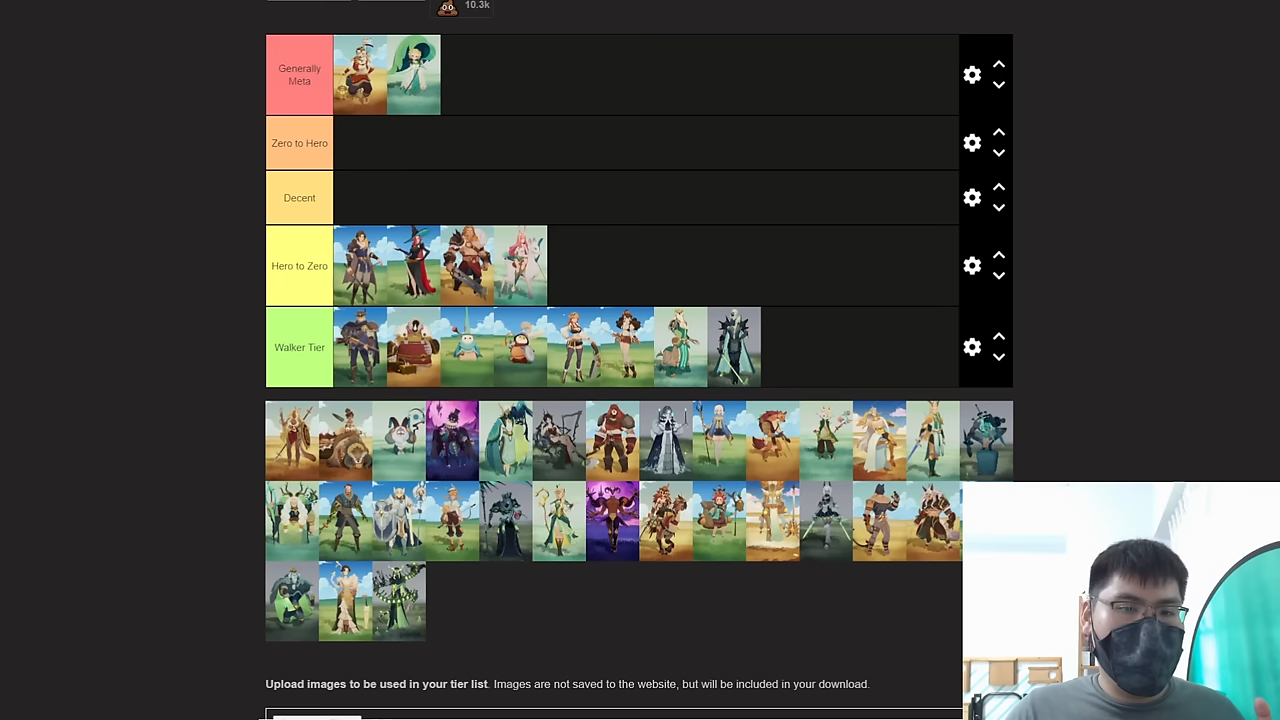 10.3k
Generally
Meta
Zero to Hero
Decent
Hero to Zero
Walker Tier
Upload images to be used in your tier list. Images are not saved to the website, but will be included in your download.